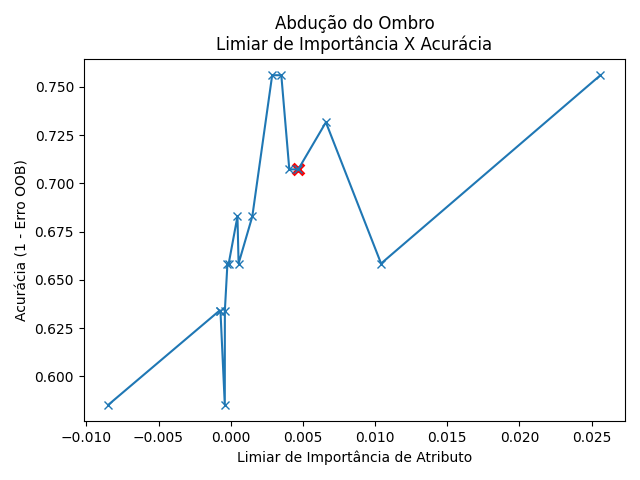 Abdução do Ombro
Limiar de Importância X Acurácia
Acurácia (1 - Erro OOB)
0.750
0.725
0.700
0.675
0.650
0.625
0.600
−0.010 −0.005 0.000 0.005 0.010 0.015 0.020 0.025
Limiar de Importância de Atributo